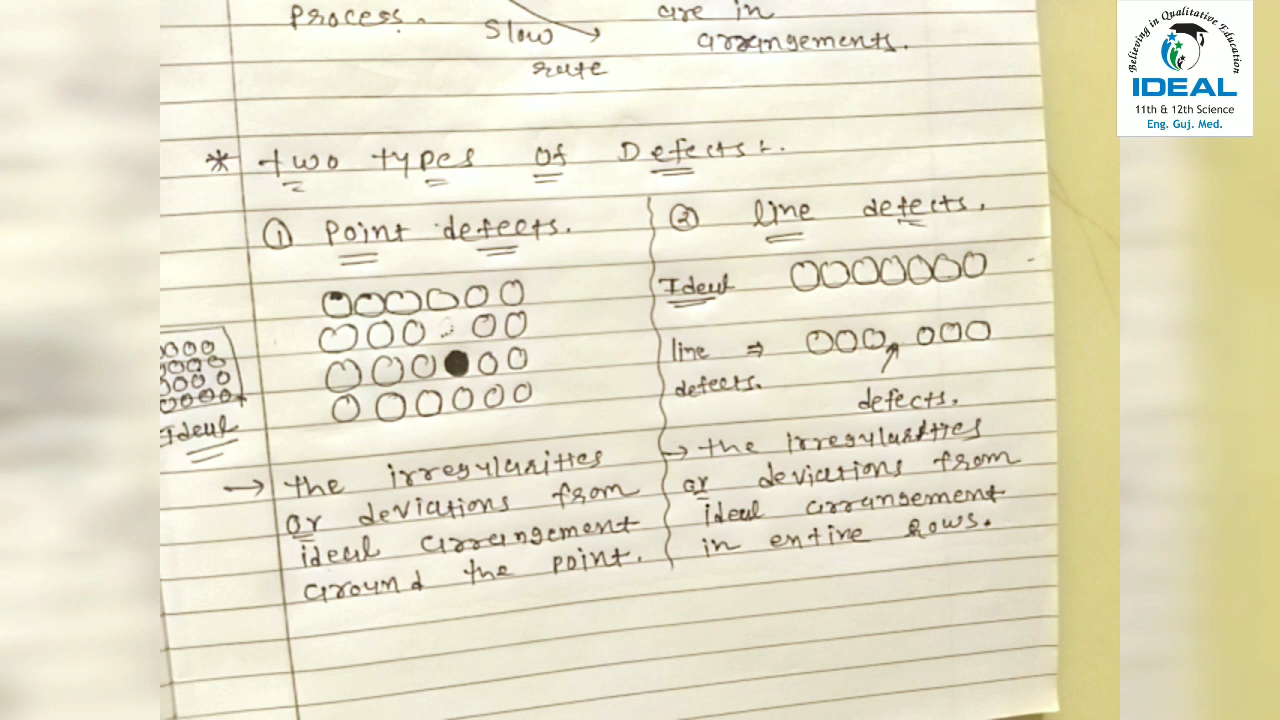 process.
Slow
rate
are in
arrangements.
* two types of Defects :-
① Point defects.
Ideal
→ the irregularities
or deviations from
ideal arrangement
around the point.
② line defects.
Ideal
line ⇒
defects.
defects.
→ the irregularities
or deviations from
ideal arrangement
in entire rows.
Believing in Qualitative Education
IDEAL
11th & 12th Science
Eng. Guj. Med.